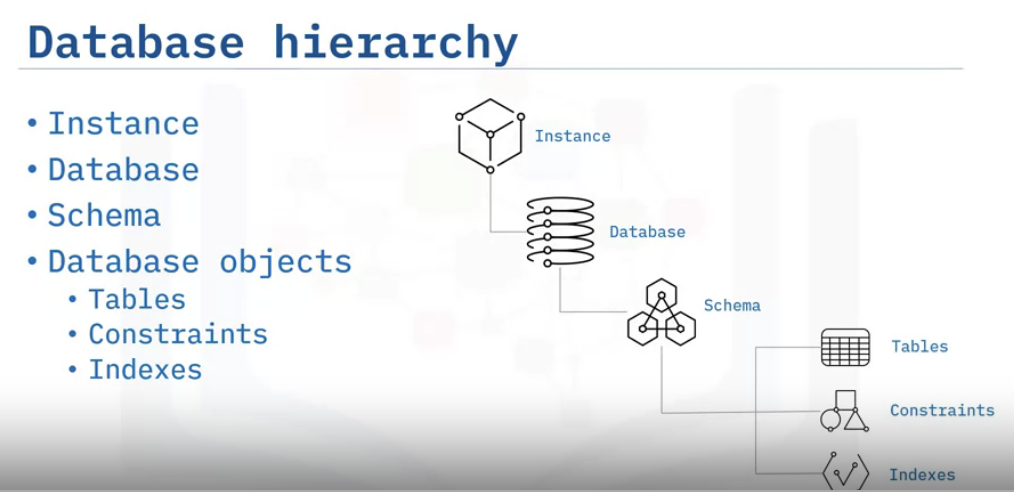 Database hierarchy
• Instance
• Database
• Schema
• Database objects
• Tables
• Constraints
• Indexes
Instance
Database
Schema
Tables
Constraints
Indexes